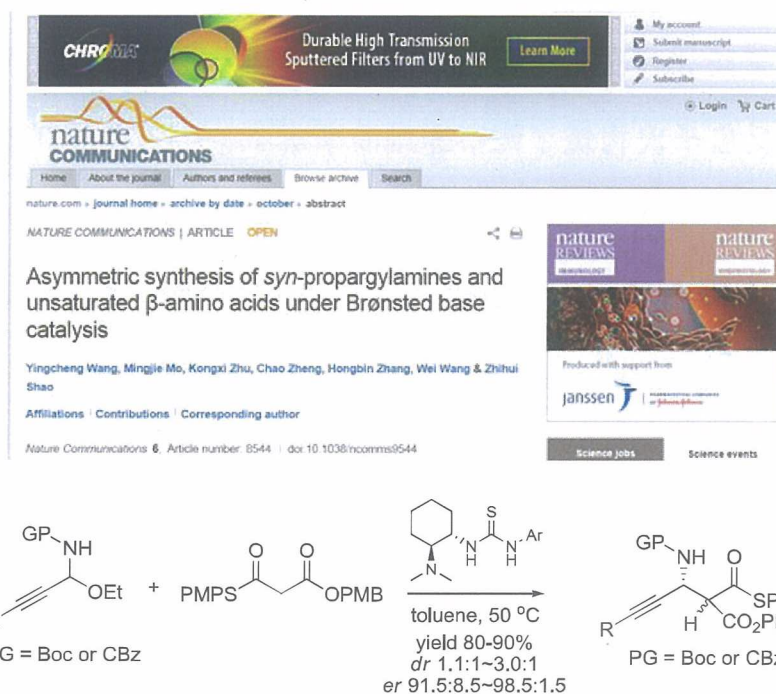 CHROMA
Durable High Transmission
Sputtered Filters from UV to NIR
Learn More
My account
Submit manuscript
Register
Subscribe
Login Cart
nature
COMMUNICATIONS
Home About the journal Authors and referees Browse archive Search
nature.com » journal home » archive by date » october » abstract
NATURE COMMUNICATIONS | ARTICLE OPEN
Asymmetric synthesis of syn-propargylamines and
unsaturated β-amino acids under Brønsted base
catalysis
Yingcheng Wang, Mingjie Mo, Kongxi Zhu, Chao Zheng, Hongbin Zhang, Wei Wang & Zhihui
Shao
Affiliations | Contributions | Corresponding author
Nature Communications 6, Article number: 8544 | doi:10.1038/ncomms9544
nature
REVIEWS
IMMUNOLOGY
nature
REVIEWS
Produced with support from
janssen
Science jobs Science events
GP
NH
OEt
G = Boc or CBz
+
O O
PMPS OPMB
S
N
H
N
H
Ar
N
toluene, 50 °C
yield 80-90%
dr 1.1:1~3.0:1
er 91.5:8.5~98.5:1.5
GP
NH
O
SP
R
H
CO₂P
PG = Boc or CBz